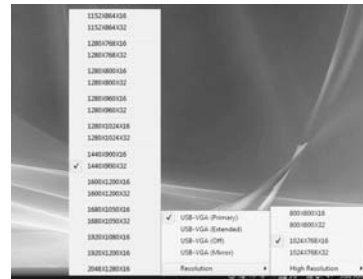 1152X864X16
1152X864X32
1280X768X16
1280X768X32
1280X800X16
1280X800X32
1280X960X16
1280X960X32
1280X1024X16
1280X1024X32
1440X900X16
1440X900X32
1600X1200X16
1600X1200X32
1680X1050X16
1680X1050X32
1920X1080X16
1920X1200X16
2048X1280X16
USB-VGA (Primary)
USB-VGA (Extended)
USB-VGA (Off)
USB-VGA (Mirror)
Resolution
800X600X16
800X600X32
1024X768X16
1024X768X32
High Resolution